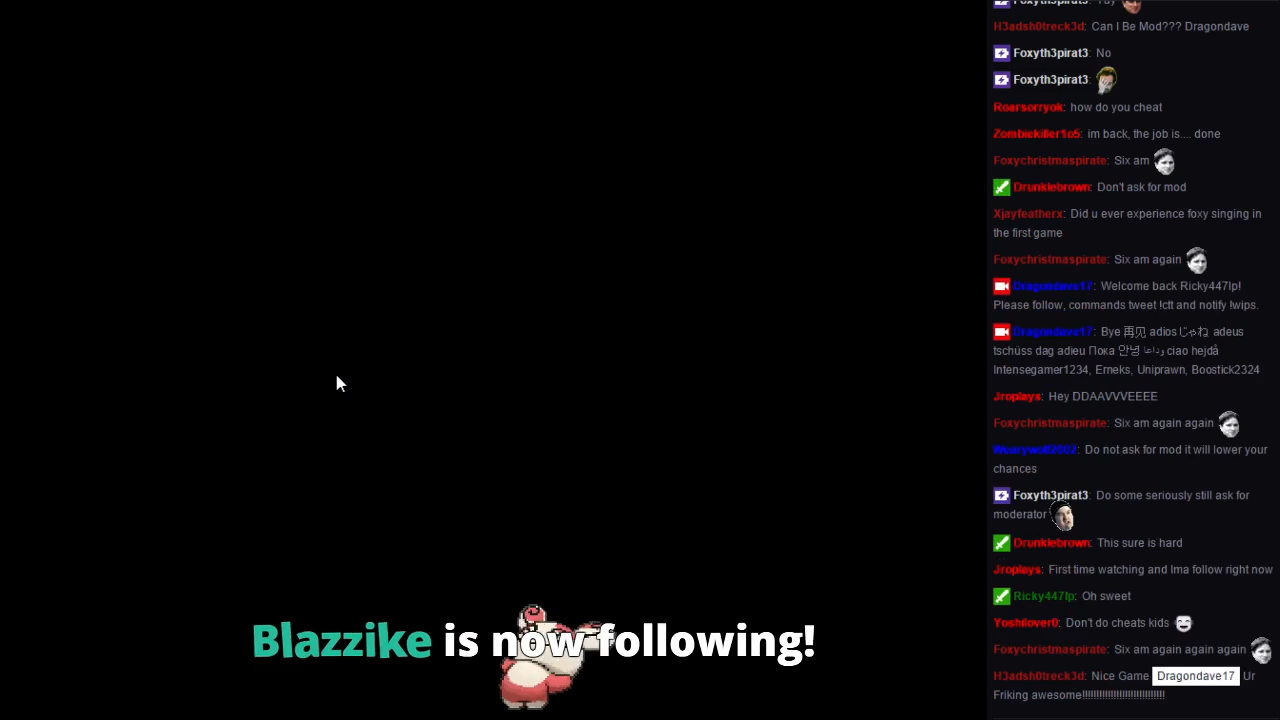 Foxyth3pirat3: Yay
H3adsh0treck3d: Can I Be Mod??? Dragondave
Foxyth3pirat3: No
Foxyth3pirat3:
Roarsorryok: how do you cheat
Zombiekiller1o5: im back, the job is.... done
Foxychristmaspirate: Six am
Drunklebrown: Don't ask for mod
Xjayfeatherx: Did u ever experience foxy singing in
the first game
Foxychristmaspirate: Six am again
Dragondave17: Welcome back Ricky447lp!
Please follow, commands tweet !ctt and notify !wips.
Dragondave17: Bye 再见 adios じゃね adeus
tschüss dag adieu Пока 안녕 وداعا ciao hejdå
Intensegamer1234, Erneks, Uniprawn, Boostick2324
Jroplays: Hey DDAAVVVEEEE
Foxychristmaspirate: Six am again again
Wearywolf2002: Do not ask for mod it will lower your
chances
Foxyth3pirat3: Do some seriously still ask for
moderator
Drunklebrown: This sure is hard
Jroplays: First time watching and Ima follow right now
Ricky447lp: Oh sweet
Yoshilover0: Don't do cheats kids
Foxychristmaspirate: Six am again again again
H3adsh0treck3d: Nice Game Dragondave17 Ur
Friking awesome!!!!!!!!!!!!!!!!!!!!!!!!!!!!!
Blazzike is now following!